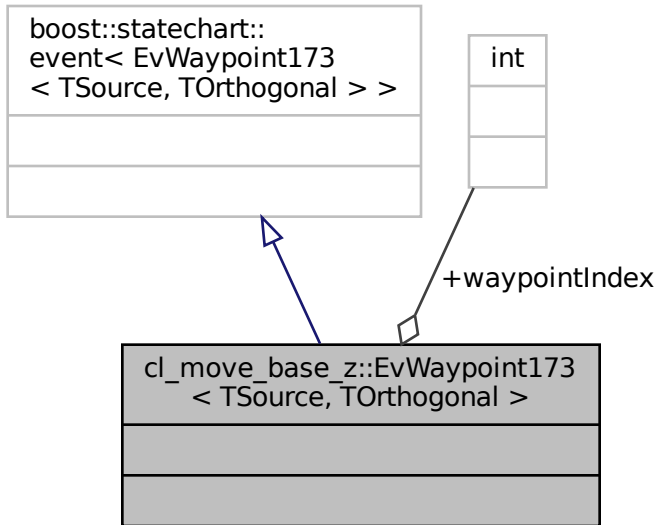 boost::statechart::
event< EvWaypoint173
< TSource, TOrthogonal > >
int
+waypointIndex
cl_move_base_z::EvWaypoint173
< TSource, TOrthogonal >